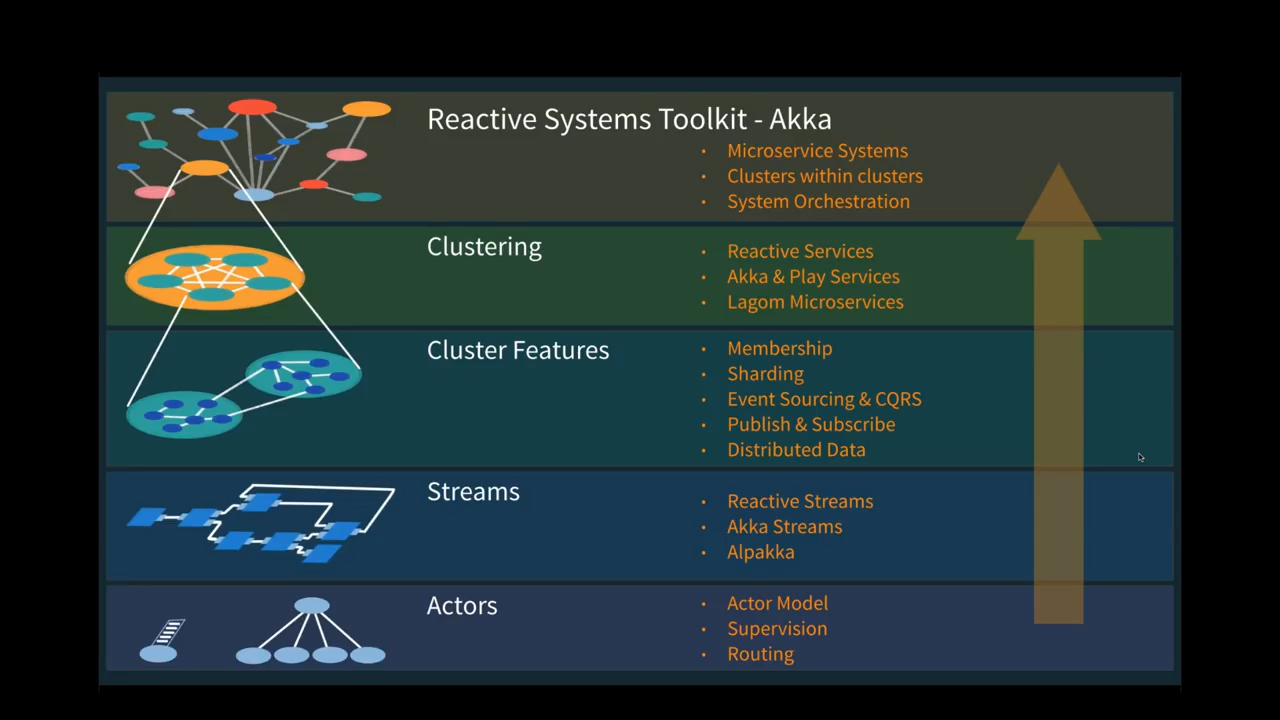 Reactive Systems Toolkit - Akka
• Microservice Systems
• Clusters within clusters
• System Orchestration
Clustering
• Reactive Services
• Akka & Play Services
• Lagom Microservices
Cluster Features
• Membership
• Sharding
• Event Sourcing & CQRS
• Publish & Subscribe
• Distributed Data
Streams
• Reactive Streams
• Akka Streams
• Alpakka
Actors
• Actor Model
• Supervision
• Routing